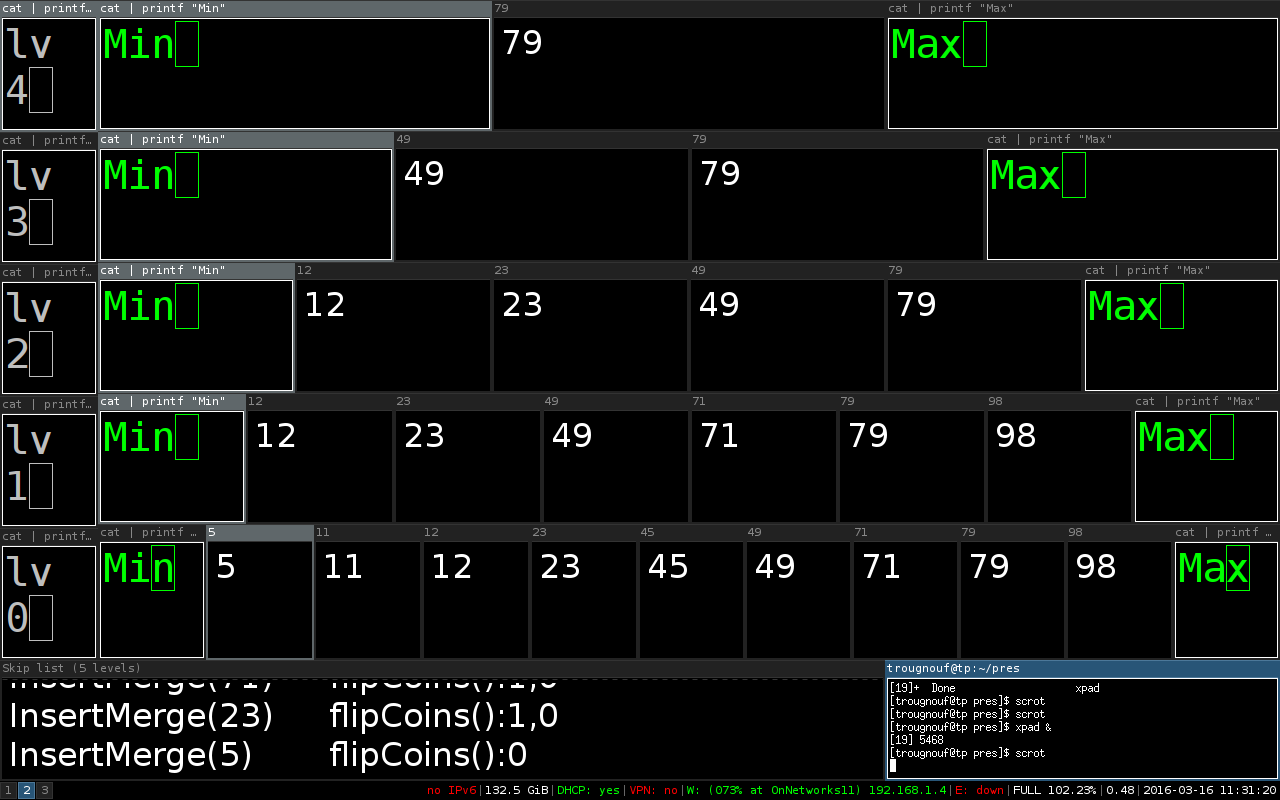 cat | printf… cat | printf "Min" 79 cat | printf "Max"
lv Min 79 Max
4
cat | printf… cat | printf "Min" 49 79 cat | printf "Max"
lv Min 49 79 Max
3
cat | printf… cat | printf "Min" 12 23 49 79 cat | printf "Max"
lv Min 12 23 49 79 Max
2
cat | printf… cat | printf "Min" 12 23 49 71 79 98 cat | printf "Max"
lv Min 12 23 49 71 79 98 Max
1
cat | printf… cat | printf … 5 11 12 23 45 49 71 79 98 cat | printf …
lv Min 5 11 12 23 45 49 71 79 98 Max
0
Skip list (5 levels)
InsertMerge(71) flipCoins():1,0
InsertMerge(23) flipCoins():1,0
InsertMerge(5) flipCoins():0
trougnouf@tp:~/pres
[19]+ Done xpad
[trougnouf@tp pres]$ scrot
[trougnouf@tp pres]$ scrot
[trougnouf@tp pres]$ xpad &
[19] 5468
[trougnouf@tp pres]$ scrot
1 2 3 no IPv6|132.5 GiB|DHCP: yes|VPN: no|W: (073% at OnNetworks11) 192.168.1.4|E: down|FULL 102.23%|0.48|2016-03-16 11:31:20